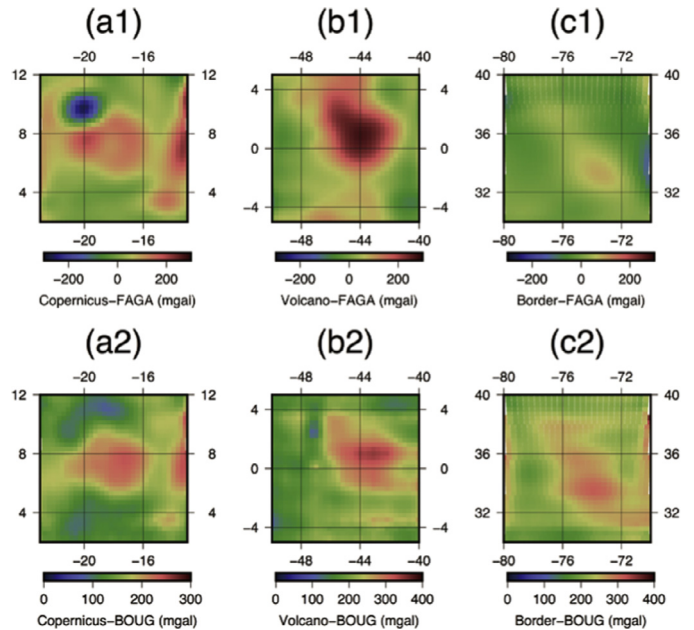 (a1) (b1) (c1)
−20 −16 −48 −44 −40 −80 −76 −72
12 12 4 4 40 40
8 8 0 0 36 36
4 4 −4 −4 32 32
−20 −16 −48 −44 −40 −80 −76 −72
−200 0 200 −200 0 200 −200 0 200
Copernicus−FAGA (mgal) Volcano−FAGA (mgal) Border−FAGA (mgal)
(a2) (b2) (c2)
−20 −16 −48 −44 −40 −80 −76 −72
12 12 4 4 40 40
8 8 0 0 36 36
4 4 −4 −4 32 32
−20 −16 −48 −44 −40 −80 −76 −72
0 100 200 300 0 100 200 300 400 0 100 200 300 400
Copernicus−BOUG (mgal) Volcano−BOUG (mgal) Border−BOUG (mgal)